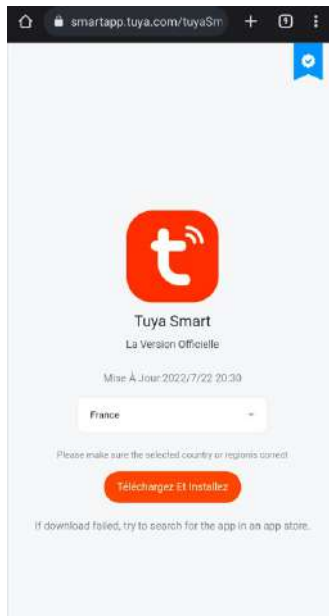 smartapp.tuya.com/tuyaSm
Tuya Smart
La Version Officielle
Mise À Jour:2022/7/22 20:30
France
Please make sure the selected country or regionis correct
Téléchargez Et Installez
If download failed, try to search for the app in an app store.